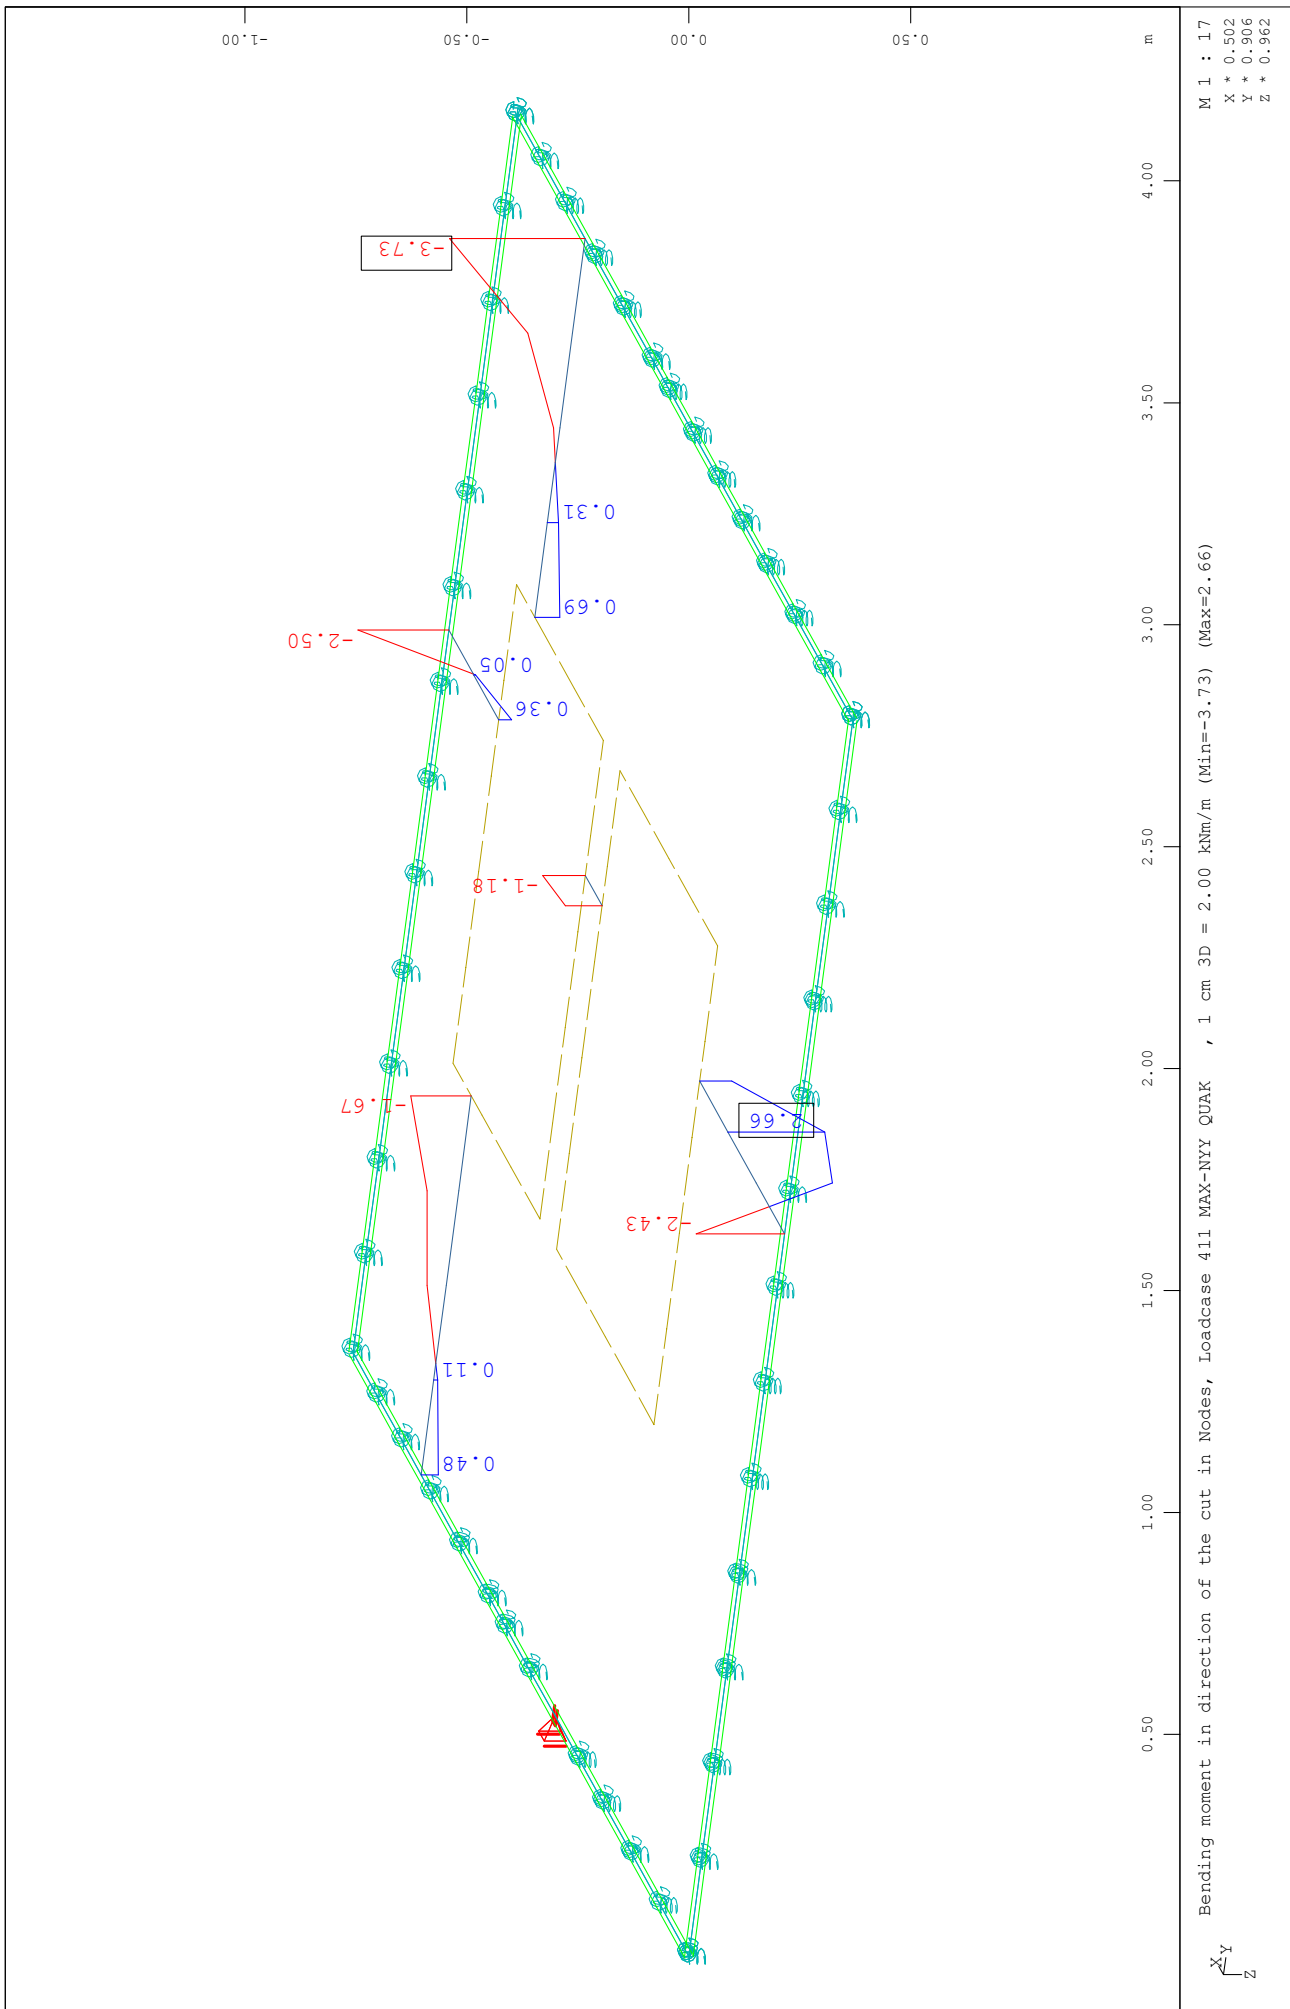 M 1 : 17
X * 0.502
Y * 0.906
Z * 0.962
-1.00
-0.50
0.00
0.50
m
4.00
3.50
3.00
2.50
2.00
1.50
1.00
0.50
-3.73
0.31
0.69
-2.50
0.05
0.36
-1.18
-1.67
2.66
-2.43
0.11
0.48
Bending moment in direction of the cut in Nodes, Loadcase 411 MAX-NYY QUAK , 1 cm 3D = 2.00 kNm/m (Min=-3.73) (Max=2.66)
X
Y
Z